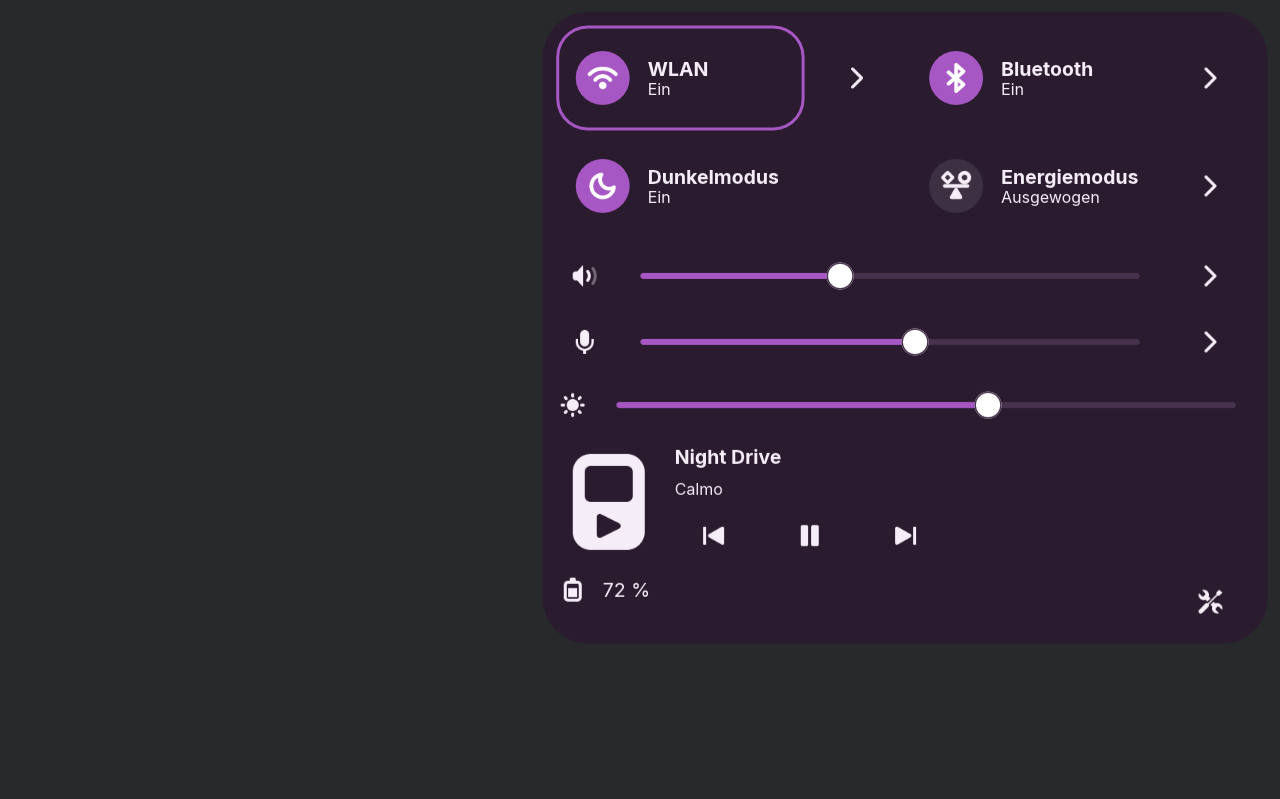 WLAN
Ein
Bluetooth
Ein
Dunkelmodus
Ein
Energiemodus
Ausgewogen
Night Drive
Calmo
72 %